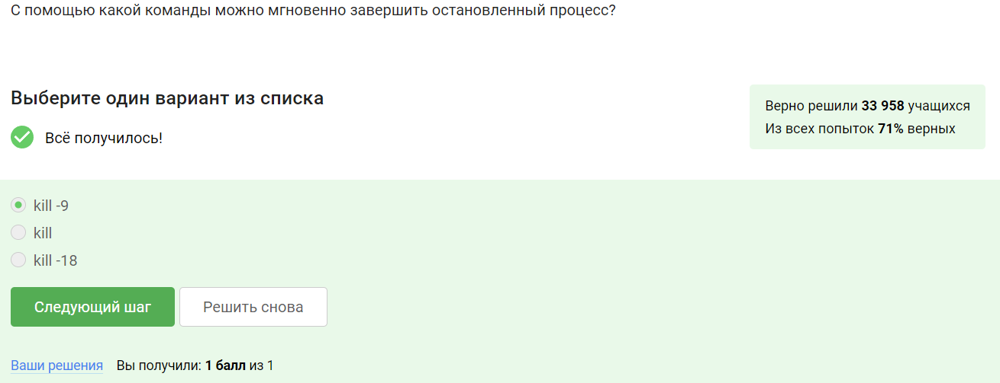 С помощью какой команды можно мгновенно завершить остановленный процесс?
Выберите один вариант из списка
Всё получилось!
Верно решили 33 958 учащихся
Из всех попыток 71% верных
kill -9
kill
kill -18
Следующий шаг
Решить снова
Ваши решения Вы получили: 1 балл из 1